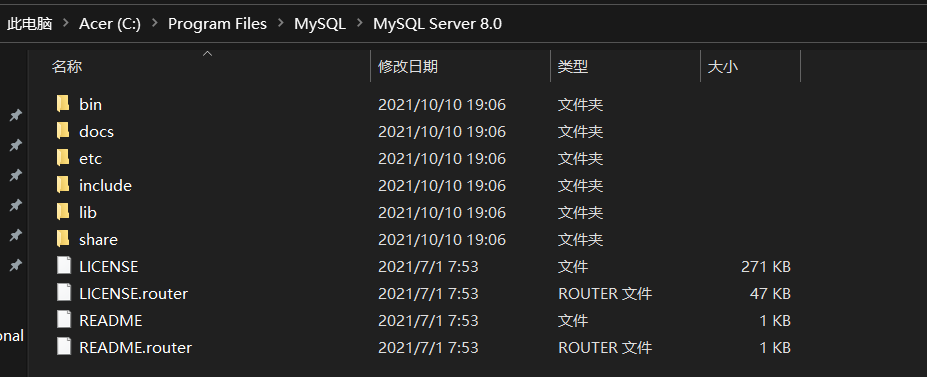 此电脑 > Acer (C:) > Program Files > MySQL > MySQL Server 8.0
名称 修改日期 类型 大小
bin 2021/10/10 19:06 文件夹
docs 2021/10/10 19:06 文件夹
etc 2021/10/10 19:06 文件夹
include 2021/10/10 19:06 文件夹
lib 2021/10/10 19:06 文件夹
share 2021/10/10 19:06 文件夹
LICENSE 2021/7/1 7:53 文件 271 KB
LICENSE.router 2021/7/1 7:53 ROUTER 文件 47 KB
README 2021/7/1 7:53 文件 1 KB
onal
README.router 2021/7/1 7:53 ROUTER 文件 1 KB